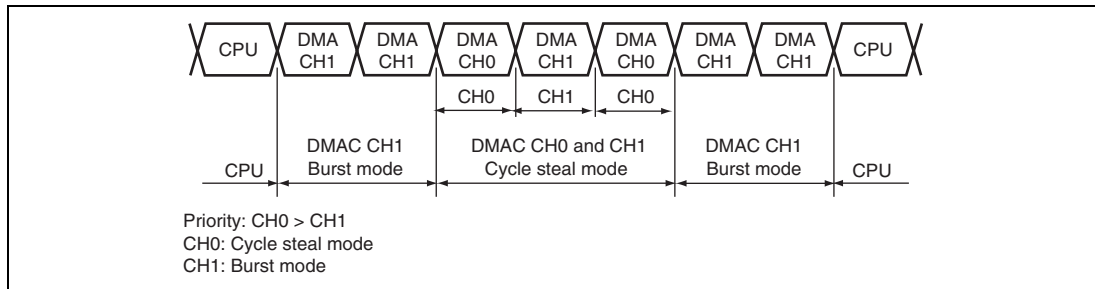 CPU DMA CH1 DMA CH1 DMA CH0 DMA CH1 DMA CH0 DMA CH1 DMA CH1 CPU
CH0 CH1 CH0
DMAC CH1 DMAC CH0 and CH1 DMAC CH1
CPU Burst mode Cycle steal mode Burst mode CPU
Priority: CH0 > CH1
CH0: Cycle steal mode
CH1: Burst mode